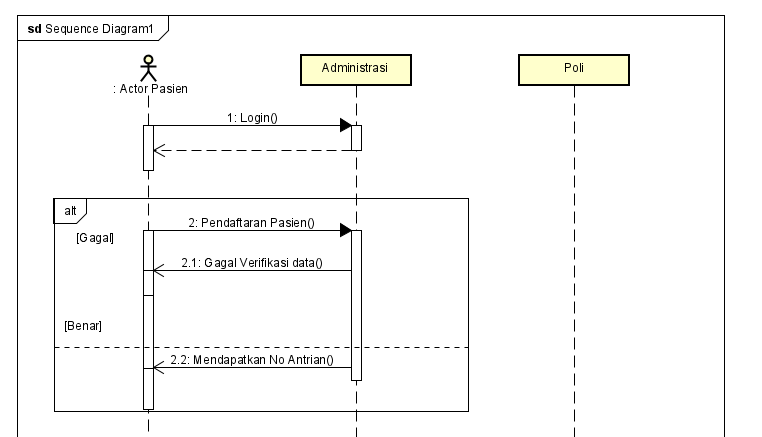 sd Sequence Diagram1
: Actor Pasien
Administrasi
Poli
1: Login()
alt
2: Pendaftaran Pasien()
[Gagal]
2.1: Gagal Verifikasi data()
[Benar]
2.2: Mendapatkan No Antrian()